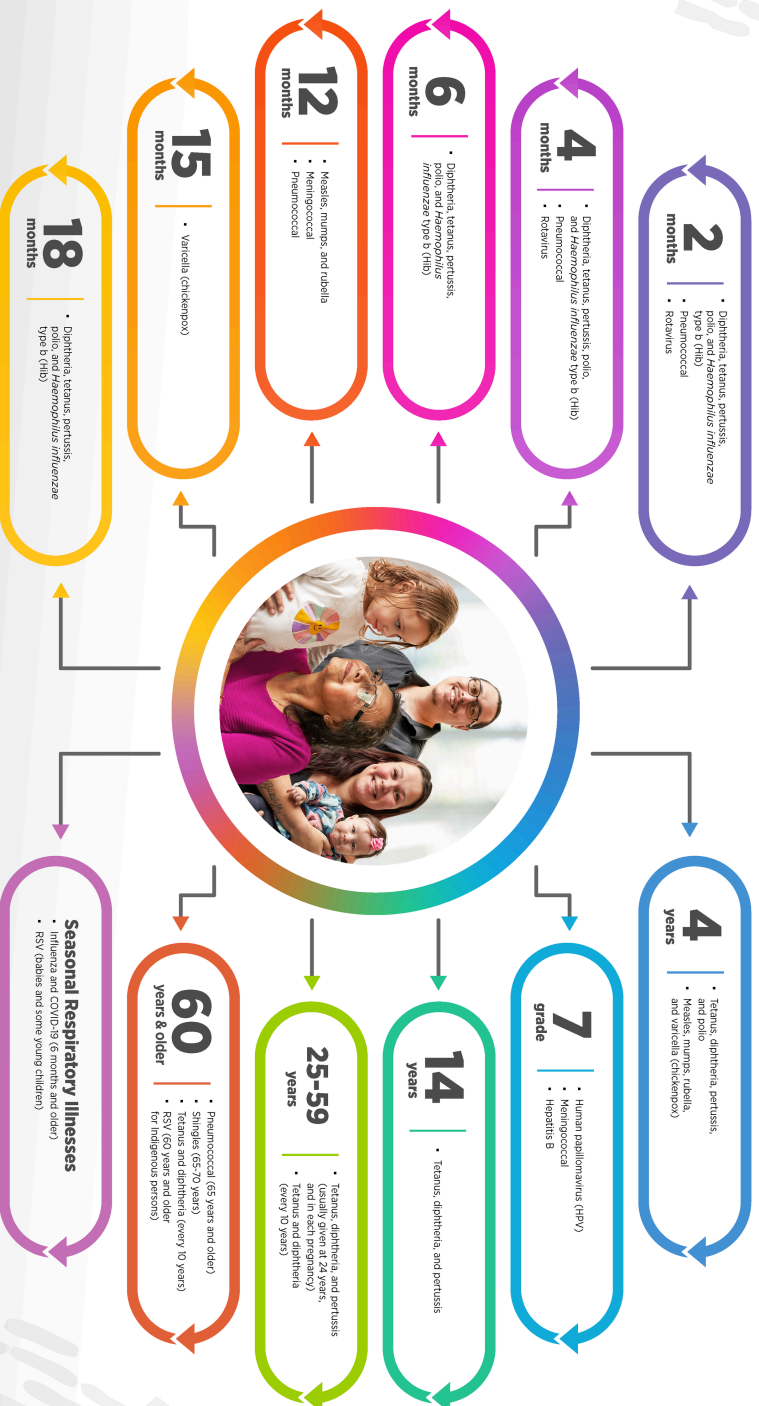 2
months
• Diphtheria, tetanus, pertussis,
polio, and Haemophilus influenzae
type b (Hib)
• Pneumococcal
• Rotavirus
4
months
• Diphtheria, tetanus, pertussis, polio,
and Haemophilus influenzae type b (Hib)
• Pneumococcal
• Rotavirus
6
months
• Diphtheria, tetanus, pertussis,
polio, and Haemophilus
influenzae type b (Hib)
12
months
• Measles, mumps, and rubella
• Meningococcal
• Pneumococcal
15
months
• Varicella (chickenpox)
18
months
• Diphtheria, tetanus, pertussis,
polio, and Haemophilus influenzae
type b (Hib)
4
years
• Tetanus, diphtheria, pertussis,
and polio
• Measles, mumps, rubella,
and varicella (chickenpox)
7
grade
• Human papillomavirus (HPV)
• Meningococcal
• Hepatitis B
14
years
• Tetanus, diphtheria, and pertussis
25-59
years
• Tetanus, diphtheria, and pertussis
(usually given at 24 years,
and in each pregnancy)
• Tetanus and diphtheria
(every 10 years)
60
years & older
• Pneumococcal (65 years and older)
• Shingles (65-70 years)
• Tetanus and diphtheria (every 10 years)
• RSV (60 years and older
for Indigenous persons)
Seasonal Respiratory Illnesses
• Influenza and COVID-19 (6 months and older)
• RSV (babies and some young children)